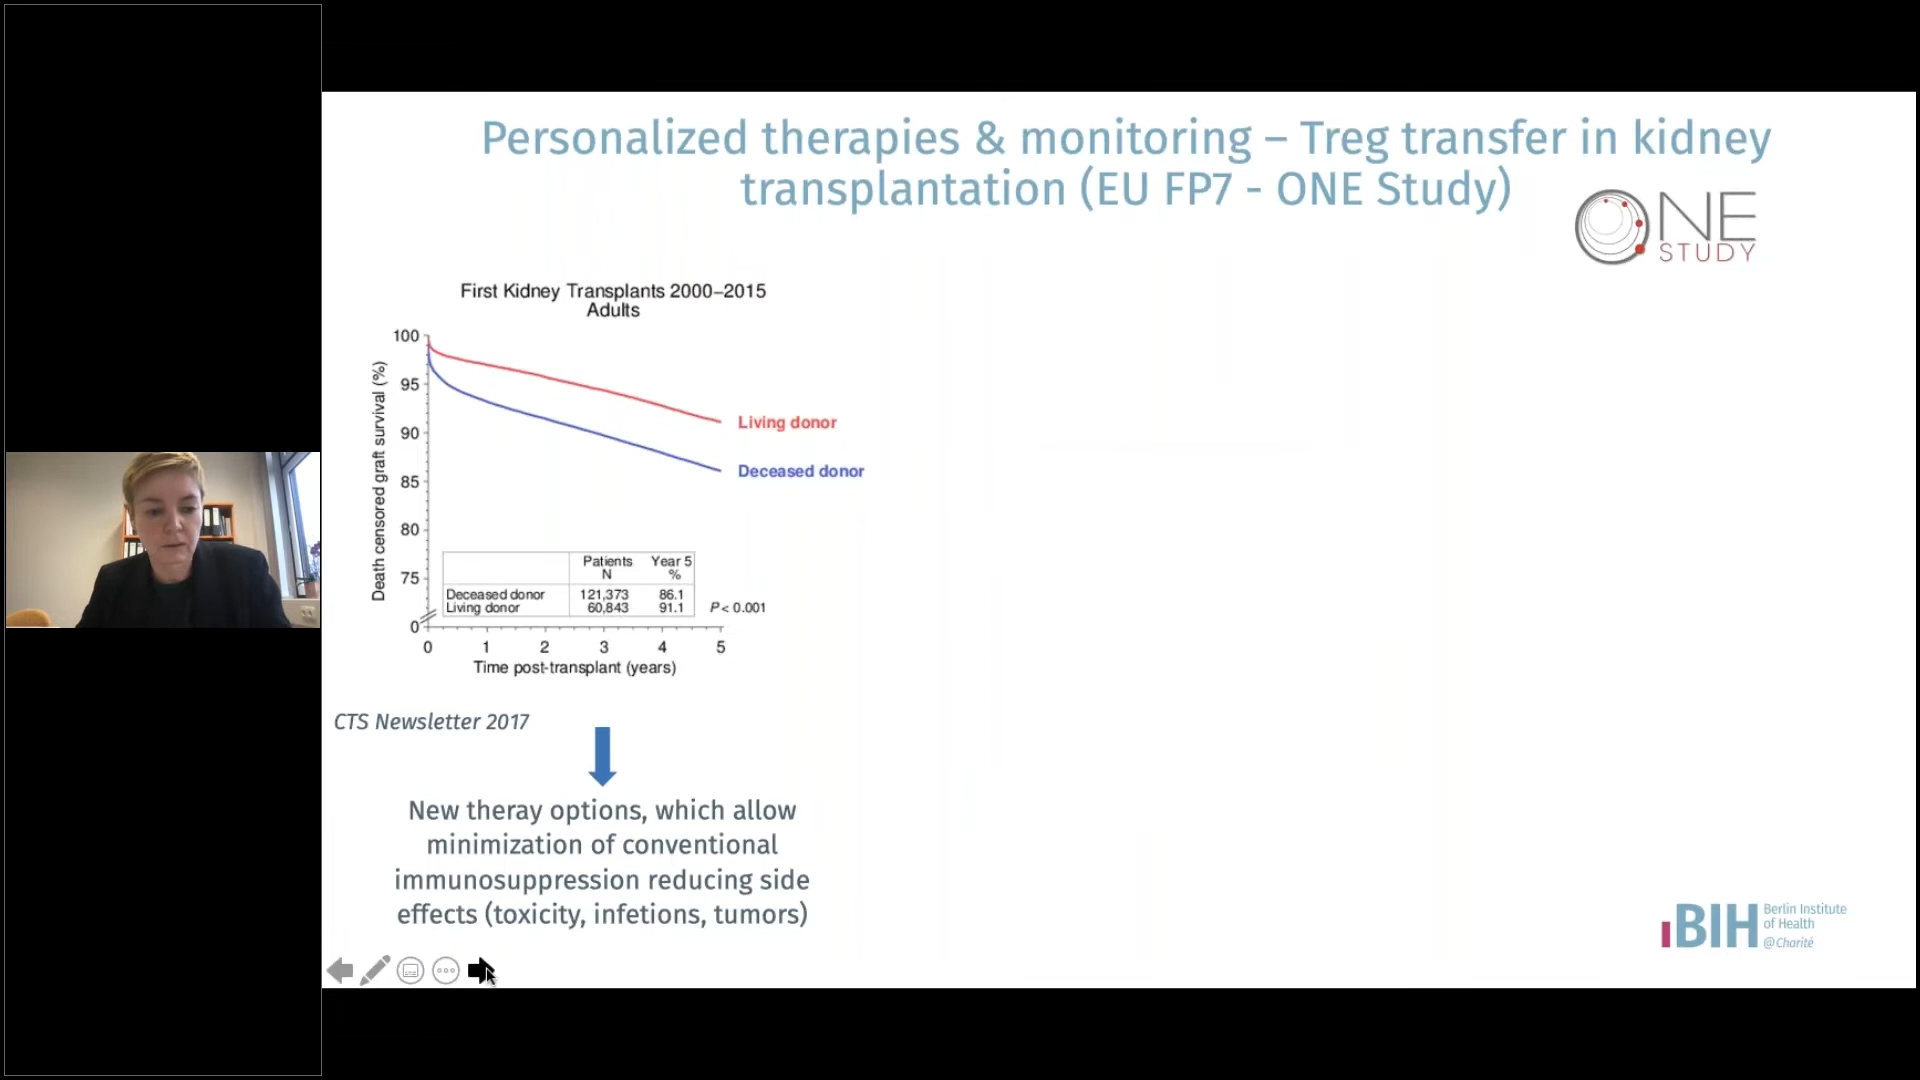 Personalized therapies & monitoring – Treg transfer in kidney
transplantation (EU FP7 - ONE Study)
ONE
STUDY
First Kidney Transplants 2000–2015
Adults
Death censored graft survival (%)
100
95
90
85
80
75
0
Living donor
Deceased donor
Patients Year 5
N %
Deceased donor 121,373 86.1
Living donor 60,843 91.1 P < 0.001
0 1 2 3 4 5
Time post-transplant (years)
CTS Newsletter 2017
New theray options, which allow
minimization of conventional
immunosuppression reducing side
effects (toxicity, infetions, tumors)
BIH Berlin Institute
of Health
@Charité